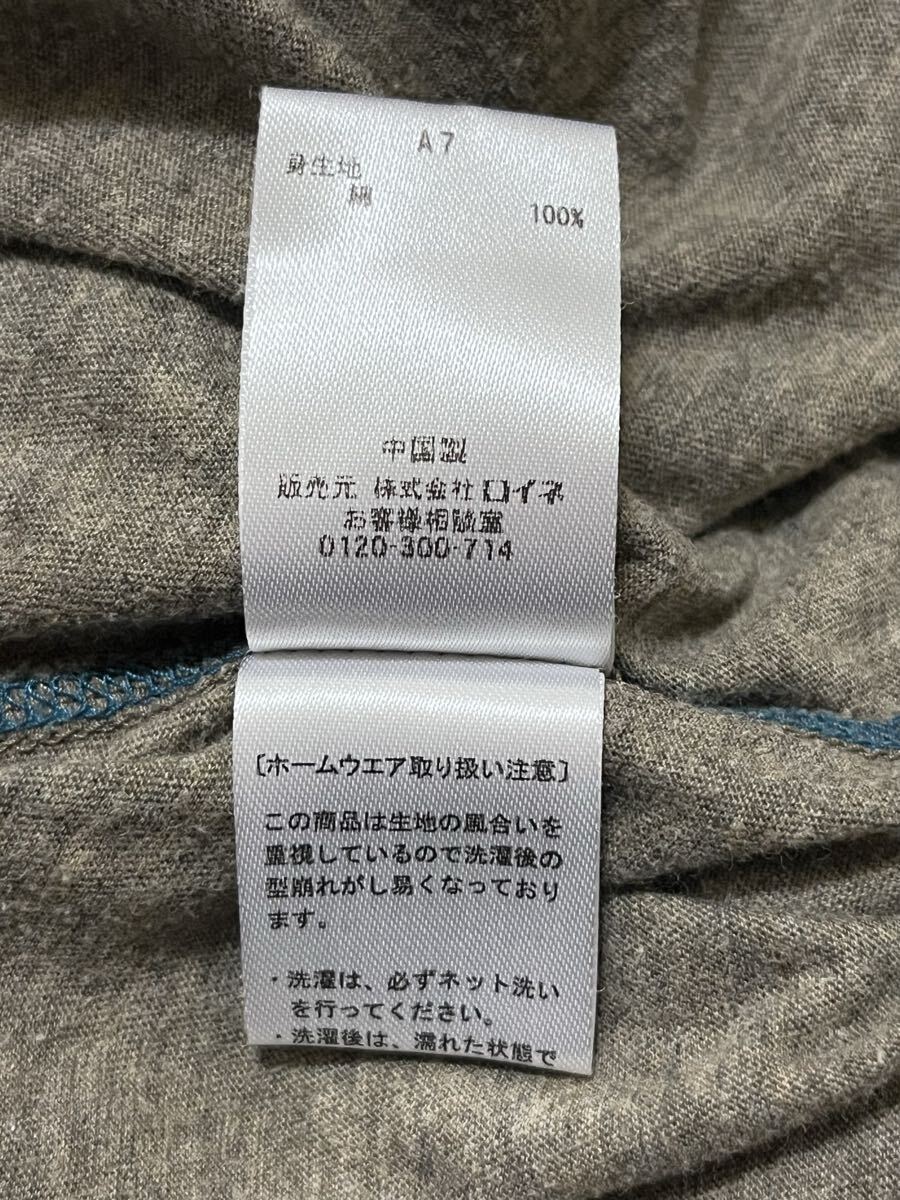 A7
身生地
綿
100%
中国製
販売元 株式会社ロイネ
お客様相談室
0120-300-714
〔ホームウエア取り扱い注意〕
この商品は生地の風合いを
重視しているので洗濯後の
型崩れがし易くなっており
ます。
・洗濯は、必ずネット洗い
を行ってください。
・洗濯後は、濡れた状態で